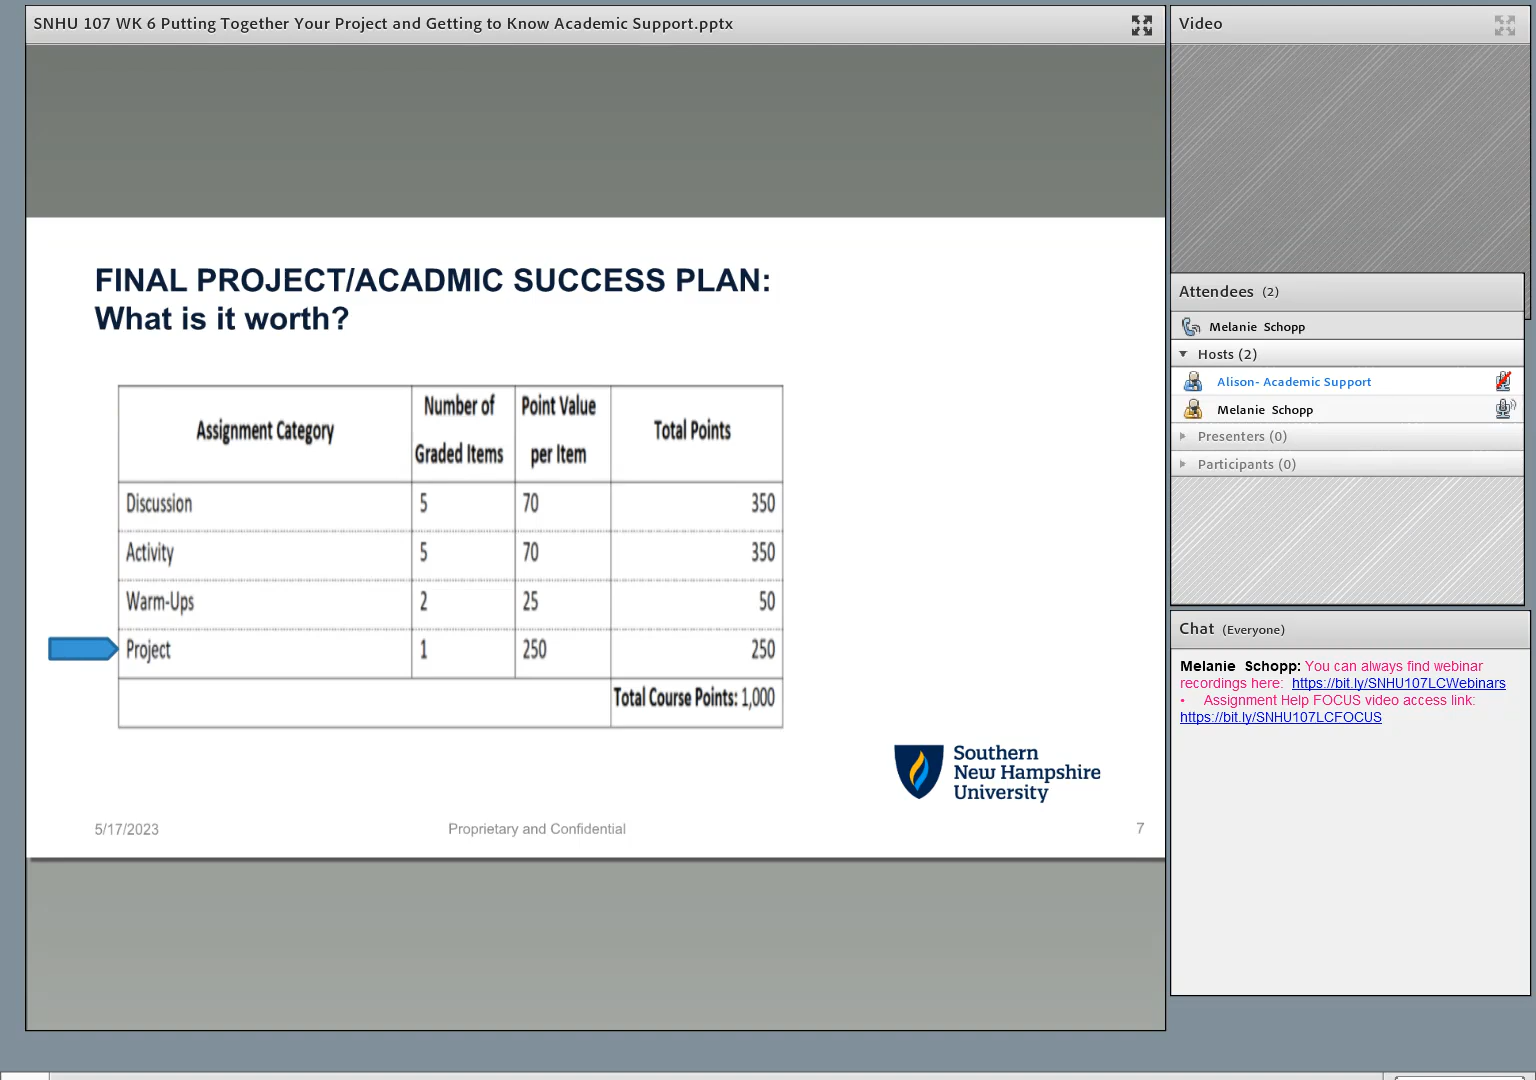 SNHU 107 WK 6 Putting Together Your Project and Getting to Know Academic Support.pptx
FINAL PROJECT/ACADMIC SUCCESS PLAN:
What is it worth?
Assignment Category
Number of
Graded Items
Point Value
per Item
Total Points
Discussion 5 70 350
Activity 5 70 350
Warm-Ups 2 25 50
Project 1 250 250
Total Course Points: 1,000
Southern
New Hampshire
University
5/17/2023 Proprietary and Confidential 7
Video
Attendees (2)
Melanie Schopp
Hosts (2)
Alison- Academic Support
Melanie Schopp
Presenters (0)
Participants (0)
Chat (Everyone)
Melanie Schopp: You can always find webinar
recordings here: https://bit.ly/SNHU107LCWebinars
• Assignment Help FOCUS video access link:
https://bit.ly/SNHU107LCFOCUS